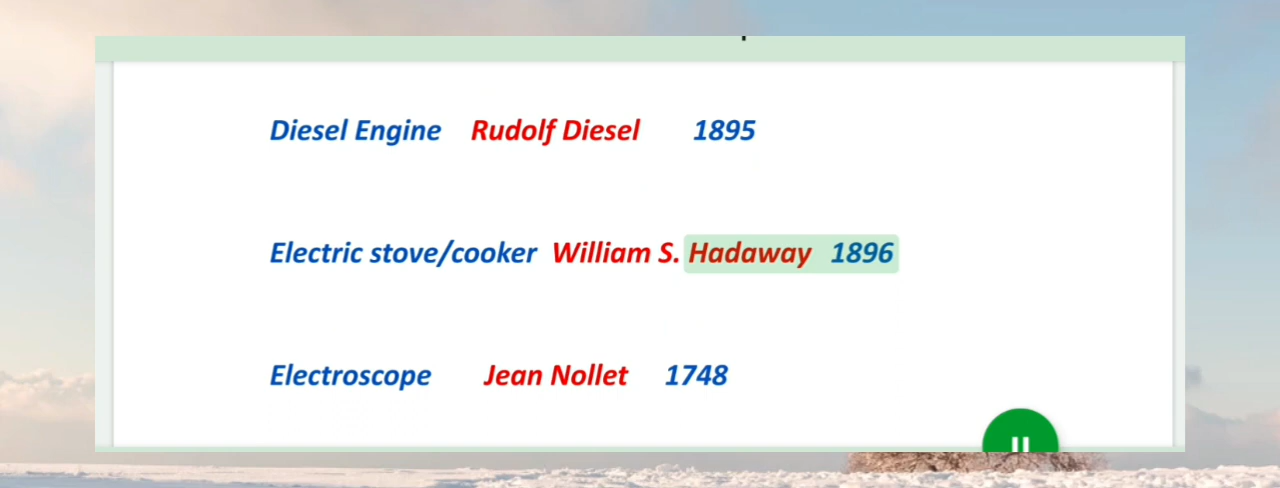 Diesel Engine Rudolf Diesel 1895
Electric stove/cooker William S. Hadaway 1896
Electroscope Jean Nollet 1748